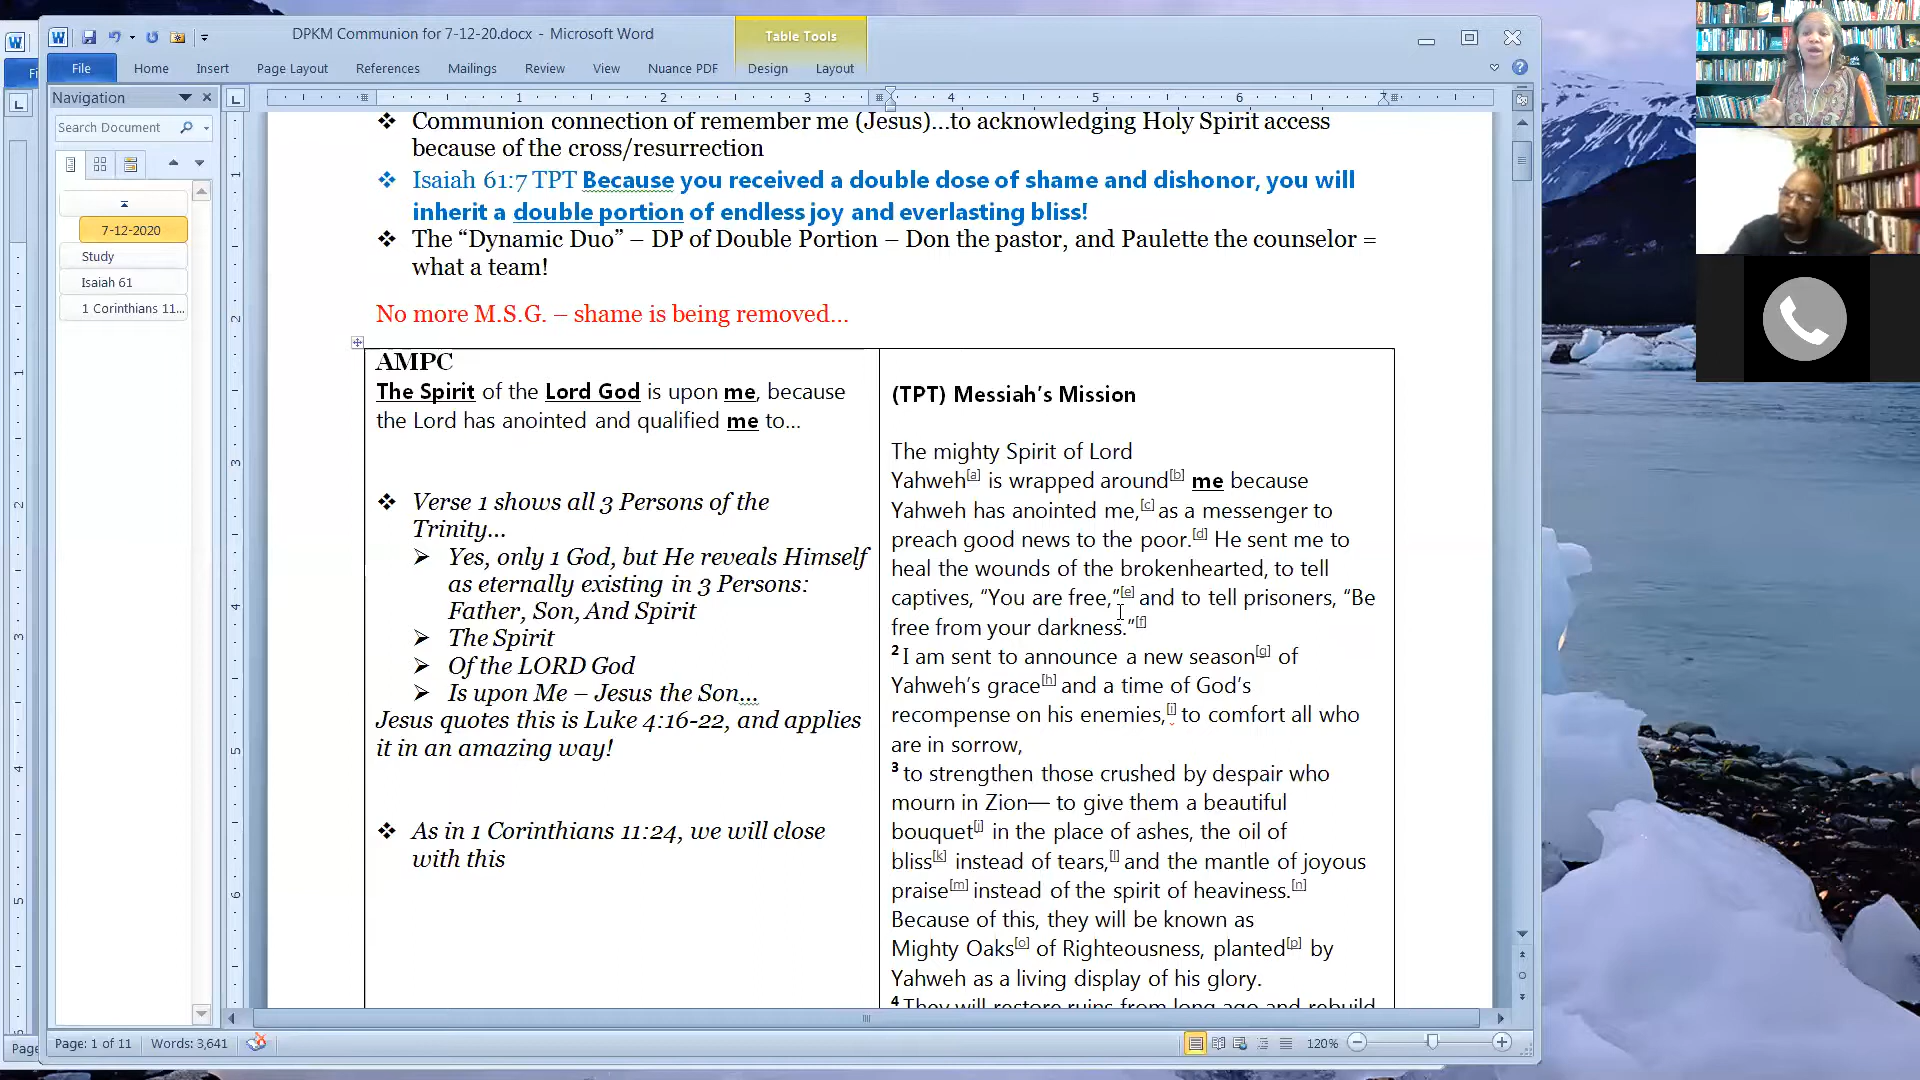 DPKM Communion for 7-12-20.docx - Microsoft Word
Table Tools
File Home Insert Page Layout References Mailings Review View Nuance PDF Design Layout
Navigation
Search Document
7-12-2020
Study
Isaiah 61
1 Corinthians 11...
Communion connection of remember me (Jesus)...to acknowledging Holy Spirit access
because of the cross/resurrection
Isaiah 61:7 TPT Because you received a double dose of shame and dishonor, you will
inherit a double portion of endless joy and everlasting bliss!
The “Dynamic Duo” – DP of Double Portion – Don the pastor, and Paulette the counselor =
what a team!
No more M.S.G. – shame is being removed...
AMPC
The Spirit of the Lord God is upon me, because
the Lord has anointed and qualified me to...
Verse 1 shows all 3 Persons of the
Trinity...
Yes, only 1 God, but He reveals Himself
as eternally existing in 3 Persons:
Father, Son, And Spirit
The Spirit
Of the LORD God
Is upon Me – Jesus the Son...
Jesus quotes this is Luke 4:16-22, and applies
it in an amazing way!
As in 1 Corinthians 11:24, we will close
with this
(TPT) Messiah’s Mission
The mighty Spirit of Lord
Yahweh[a] is wrapped around[b] me because
Yahweh has anointed me,[c] as a messenger to
preach good news to the poor.[d] He sent me to
heal the wounds of the brokenhearted, to tell
captives, “You are free,”[e] and to tell prisoners, “Be
free from your darkness.”[f]
2 I am sent to announce a new season[g] of
Yahweh’s grace[h] and a time of God’s
recompense on his enemies,[i] to comfort all who
are in sorrow,
3 to strengthen those crushed by despair who
mourn in Zion— to give them a beautiful
bouquet[j] in the place of ashes, the oil of
bliss[k] instead of tears,[l] and the mantle of joyous
praise[m] instead of the spirit of heaviness.[n]
Because of this, they will be known as
Mighty Oaks[o] of Righteousness, planted[p] by
Yahweh as a living display of his glory.
4 They will restore ruins from long ago and rebuild
Page: 1 of 11 Words: 3,641 120%